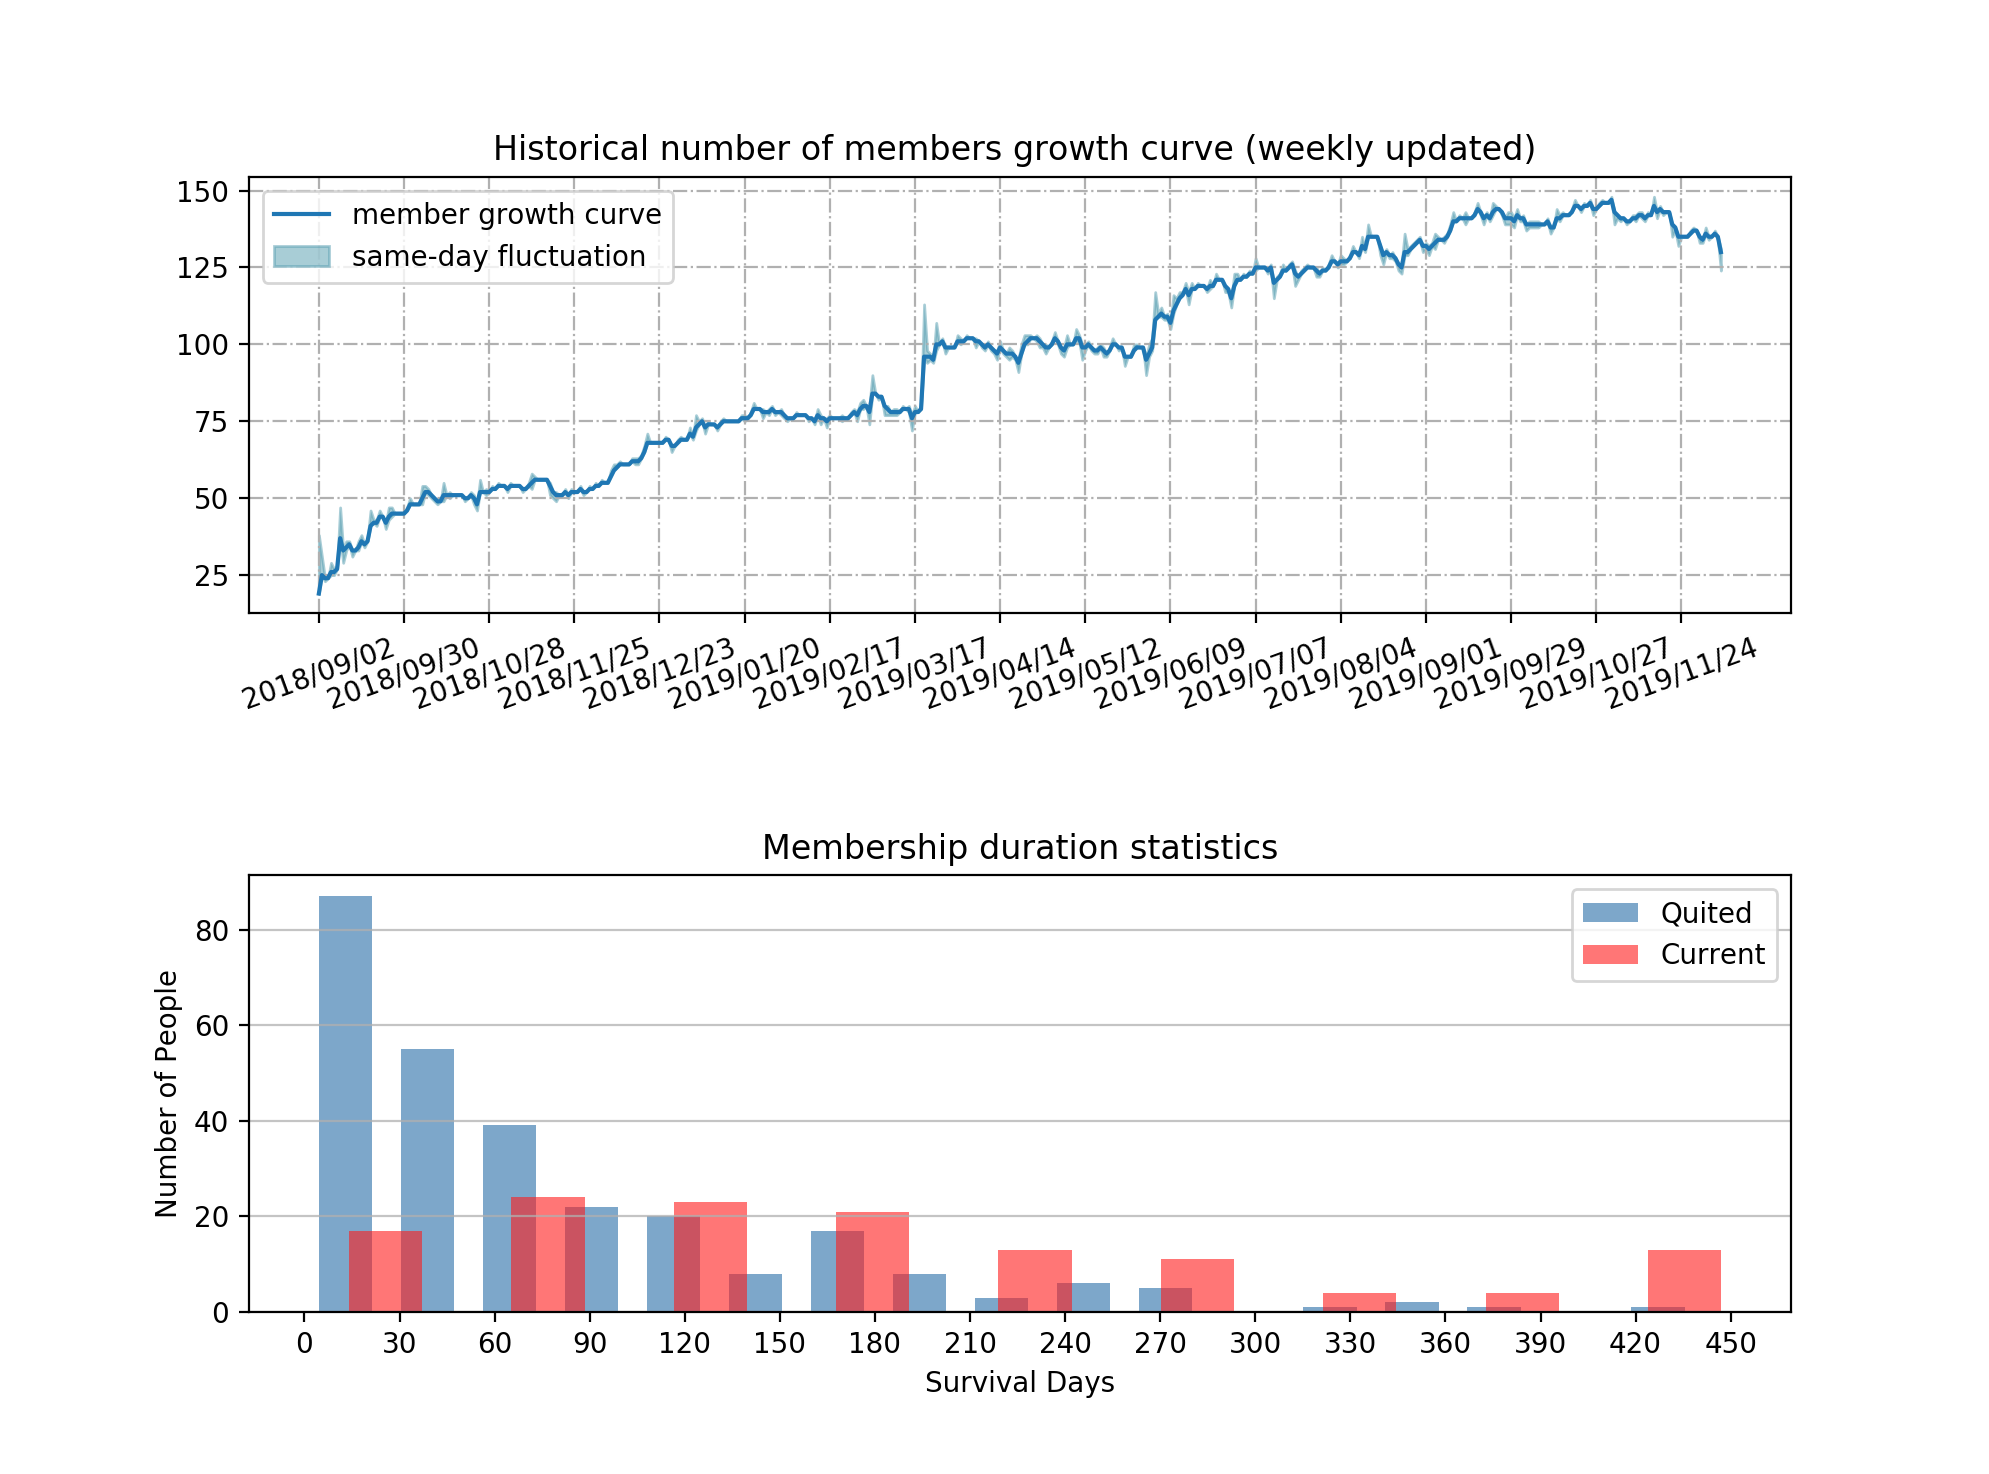 Historical number of members growth curve (weekly updated)
150
125
100
75
50
25
member growth curve
same-day fluctuation
2018/09/02 2018/09/30 2018/10/28 2018/11/25 2018/12/23 2019/01/20 2019/02/17 2019/03/17 2019/04/14 2019/05/12 2019/06/09 2019/07/07 2019/08/04 2019/09/01 2019/09/29 2019/10/27 2019/11/24
Membership duration statistics
Number of People
80
60
40
20
0
Quited
Current
0 30 60 90 120 150 180 210 240 270 300 330 360 390 420 450
Survival Days